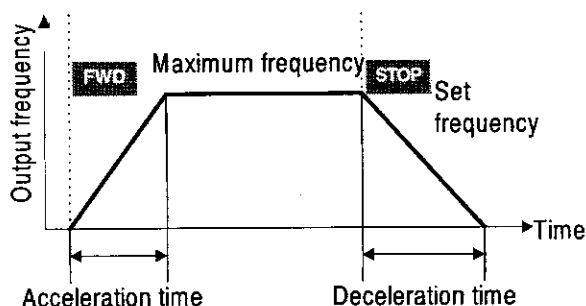 Output frequency
FWD
Maximum frequency
STOP
Set
frequency
Time
Acceleration time
Deceleration time